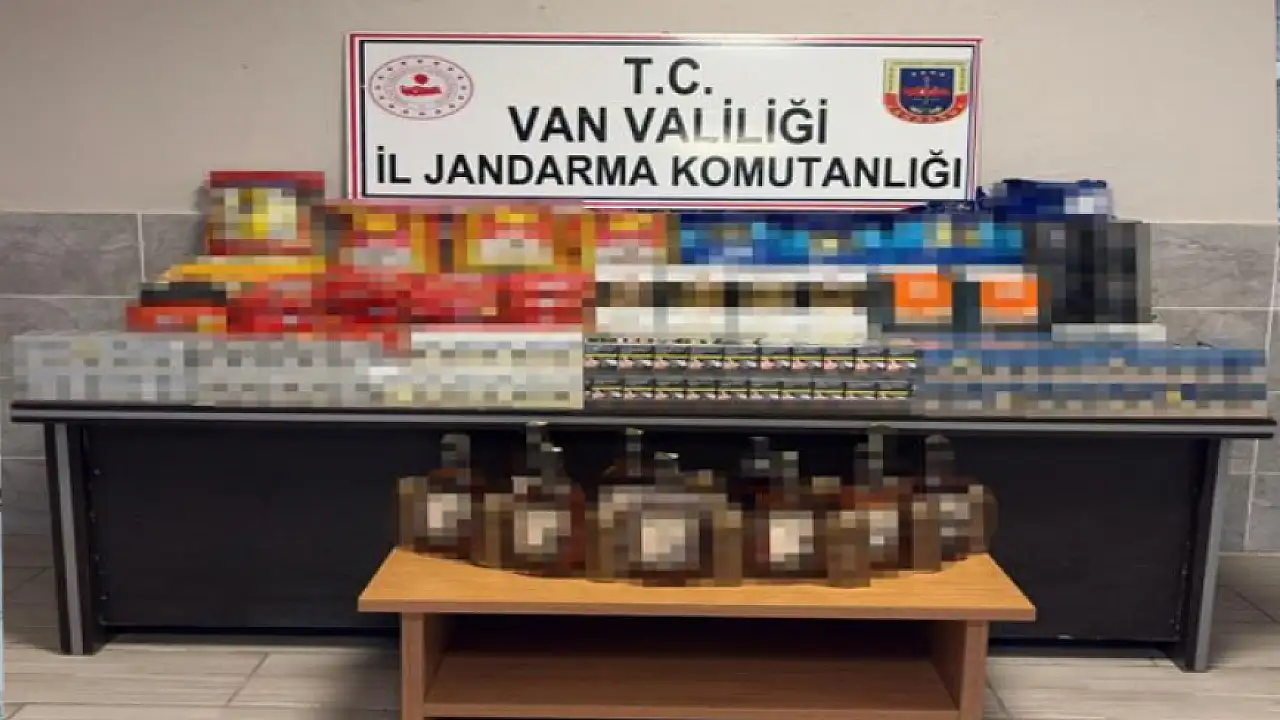 T.C.
VAN VALİLİĞİ
İL JANDARMA KOMUTANLIĞI